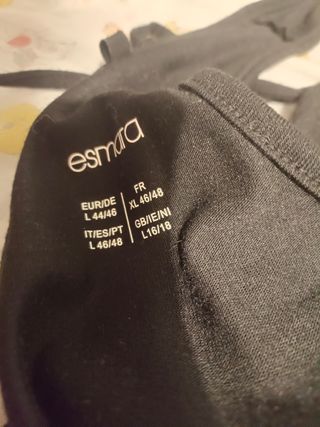 esmara
EUR/DE
L 44/46
FR
XL 46/48
IT/ES/PT
L 46/48
GB/IE/NI
L16/18